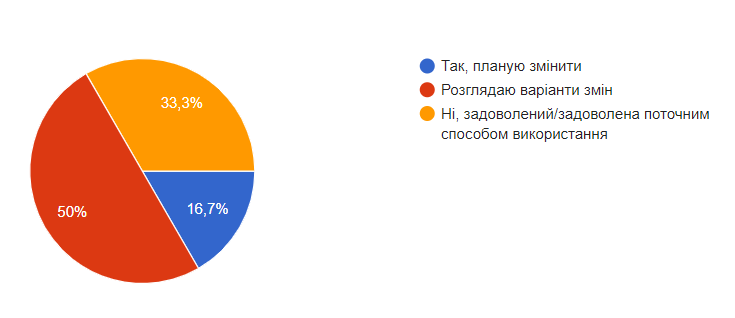 33,3%
50%
16,7%
Так, планую змінити
Розглядаю варіанти змін
Ні, задоволений/задоволена поточним
способом використання